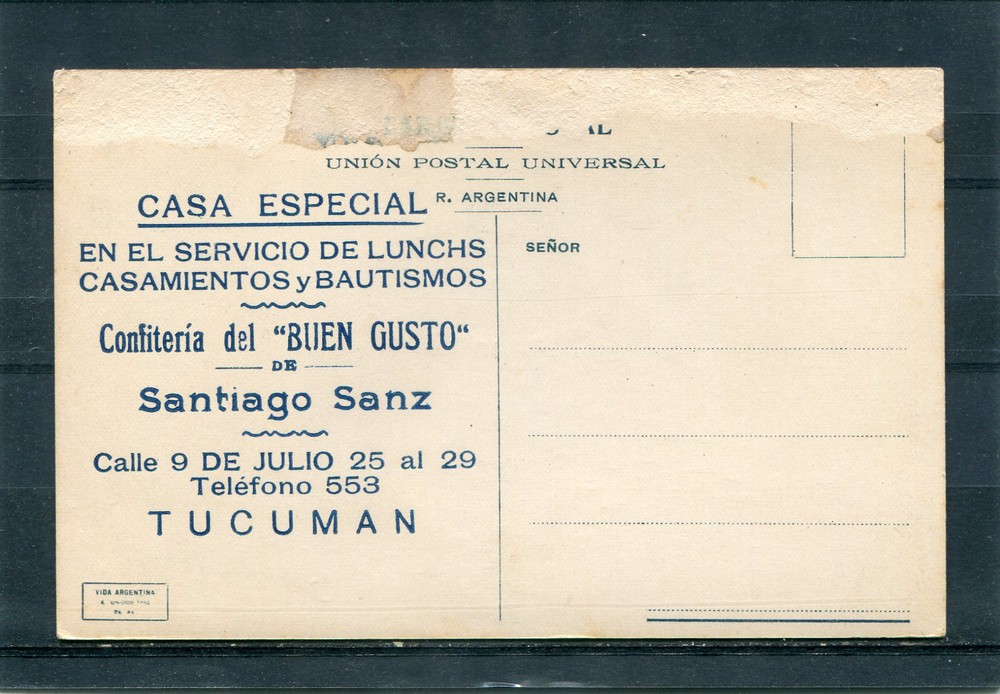 UNIÓN POSTAL UNIVERSAL
R. ARGENTINA
CASA ESPECIAL
EN EL SERVICIO DE LUNCHS
CASAMIENTOS y BAUTISMOS
Confitería del "BUEN GUSTO"
DE
Santiago Sanz
Calle 9 DE JULIO 25 al 29
Teléfono 553
TUCUMAN
SEÑOR
VIDA ARGENTINA